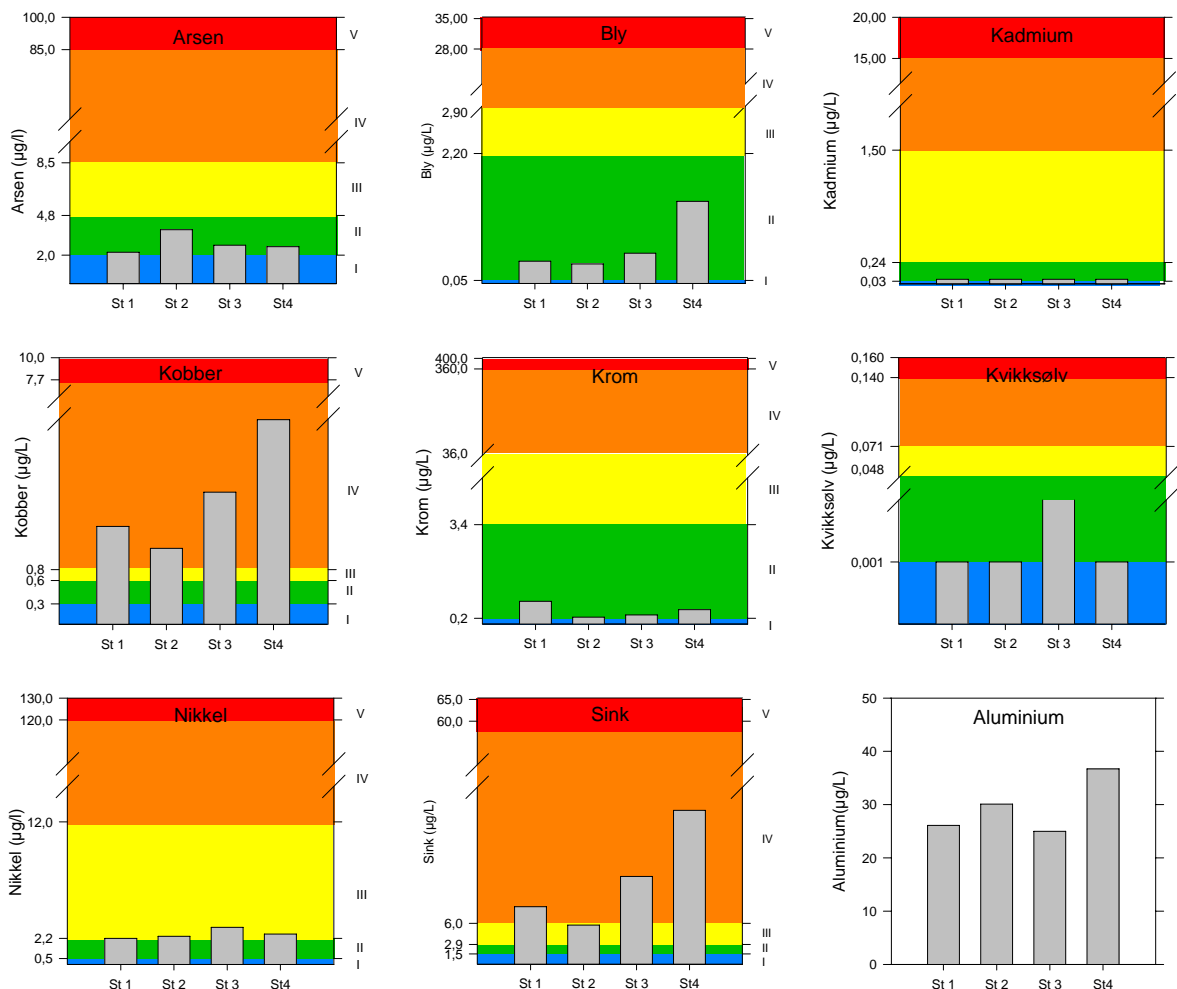 Arsen
100,0
85,0
8,5
4,8
2,0
Arsen (µg/l)
V
IV
III
II
I
St 1 St 2 St 3 St4
Bly
35,00
28,00
2,90
2,20
0,05
Bly (µg/L)
V
IV
III
II
I
St 1 St 2 St 3 St4
Kadmium
20,00
15,00
1,50
0,24
0,03
Kadmium (µg/L)
St 1 St 2 St 3 St4
Kobber
10,0
7,7
0,8
0,6
0,3
Kobber (µg/L)
V
IV
III
II
I
St 1 St 2 St 3 St4
Krom
400,0
360,0
36,0
3,4
0,2
Krom (µg/L)
V
IV
III
II
I
St 1 St 2 St 3 St4
Kvikksølv
0,160
0,140
0,071
0,048
0,001
Kvikksølv (µg/L)
St 1 St 2 St 3 St4
Nikkel
130,0
120,0
12,0
2,2
0,5
Nikkel (µg/l)
V
IV
III
II
I
St 1 St 2 St 3 St4
Sink
65,0
60,0
6,0
2,9
1,5
Sink (µg/L)
V
IV
III
II
I
St 1 St 2 St 3 St4
Aluminium
50
40
30
20
10
0
Aluminium(µg/L)
St 1 St 2 St 3 St4